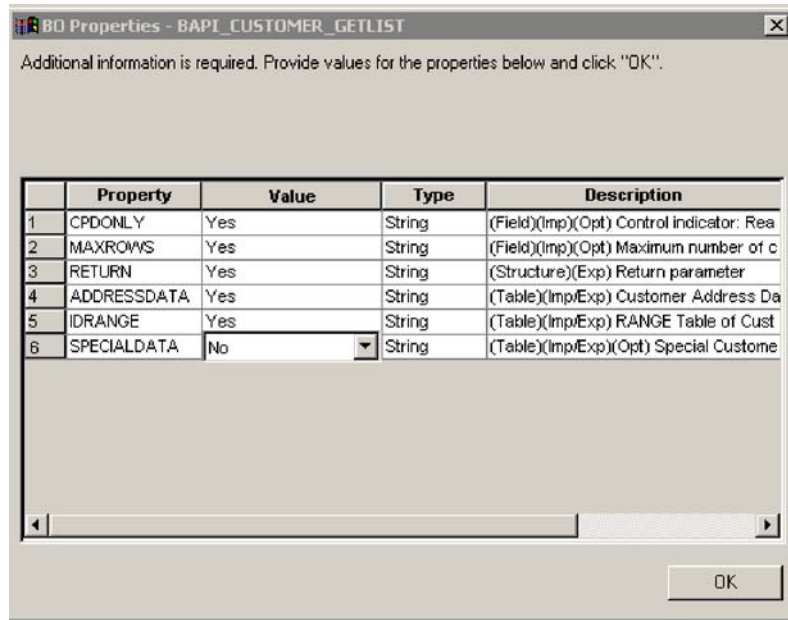 BO Properties - BAPI_CUSTOMER_GETLIST
Additional information is required. Provide values for the properties below and click "OK".
Property Value Type Description
1 CPDONLY Yes String (Field)(Imp)(Opt) Control indicator: Rea
2 MAXROWS Yes String (Field)(Imp)(Opt) Maximum number of c
3 RETURN Yes String (Structure)(Exp) Return parameter
4 ADDRESSDATA Yes String (Table)(Imp/Exp) Customer Address Da
5 IDRANGE Yes String (Table)(Imp/Exp) RANGE Table of Cust
6 SPECIALDATA No String (Table)(Imp/Exp)(Opt) Special Custome
OK